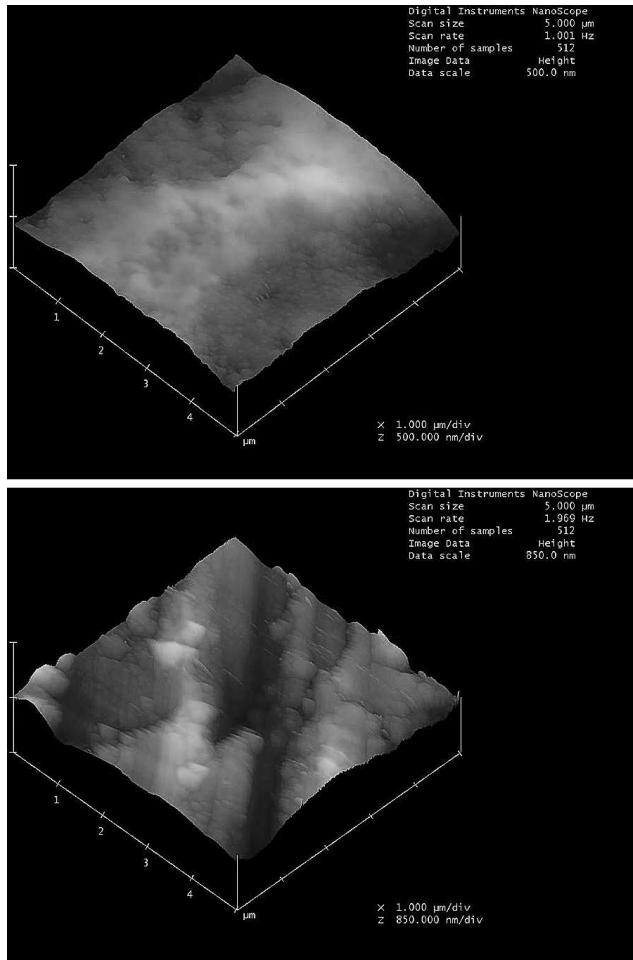 Digital Instruments NanoScope
Scan size 5.000 µm
Scan rate 1.001 Hz
Number of samples 512
Image Data Height
Data scale 500.0 nm
1
2
3
4
µm
X 1.000 µm/div
Z 500.000 nm/div
Digital Instruments NanoScope
Scan size 5.000 µm
Scan rate 1.969 Hz
Number of samples 512
Image Data Height
Data scale 850.0 nm
1
2
3
4
µm
X 1.000 µm/div
Z 850.000 nm/div